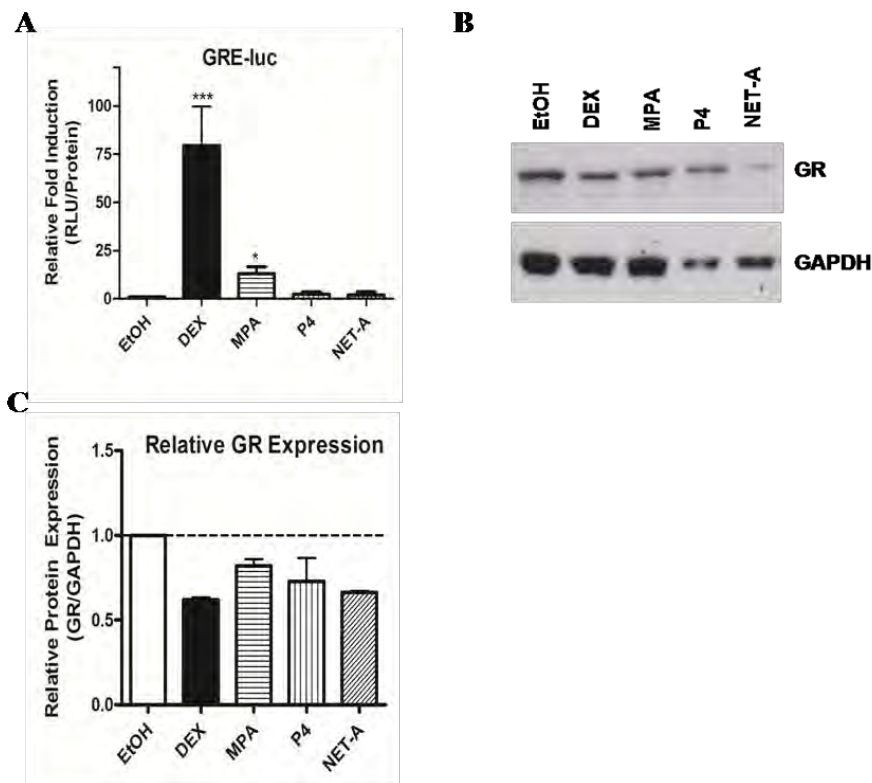 A
GRE-luc
Relative Fold Induction
(RLU/Protein)
100
75
50
25
0
***
*
EtOH
DEX
MPA
P4
NET-A
B
EtOH
DEX
MPA
P4
NET-A
GR
GAPDH
C
Relative GR Expression
Relative Protein Expression
(GR/GAPDH)
1.5
1.0
0.5
0.0
EtOH
DEX
MPA
P4
NET-A